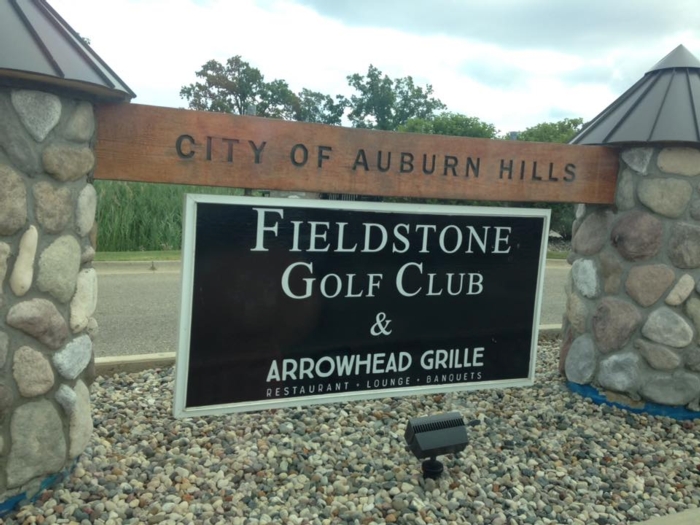 CITY OF AUBURN HILLS
FIELDSTONE
GOLF CLUB
&
ARROWHEAD GRILLE
RESTAURANT · LOUNGE · BANQUETS